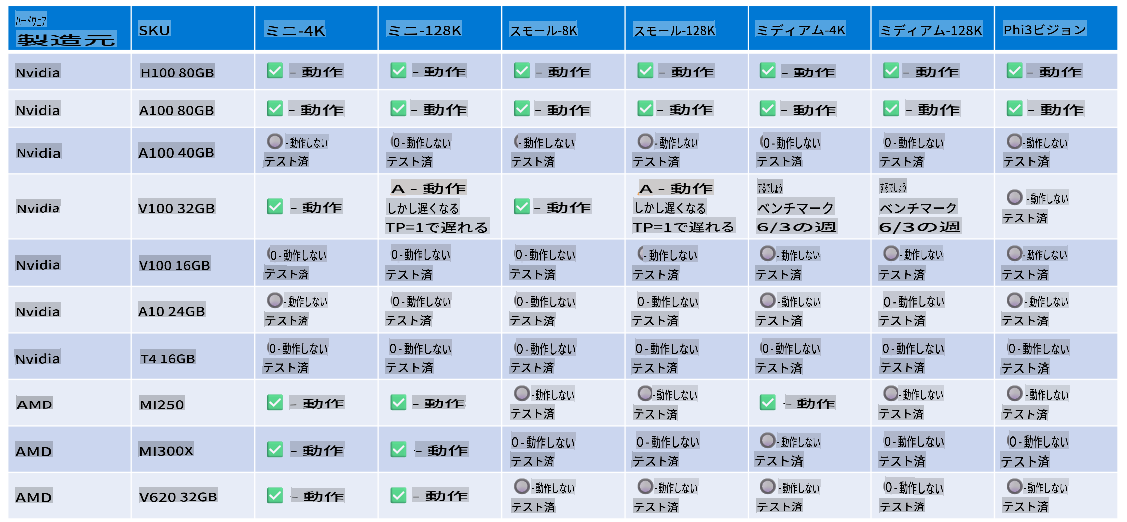 ハードウェア
製造元 SKU ミニ-4K ミニ-128K スモール-8K スモール-128K ミディアム-4K ミディアム-128K Phi3ビジョン
Nvidia H100 80GB ✅ - 動作 ✅ - 動作 ✅ - 動作 ✅ - 動作 ✅ - 動作 ✅ - 動作 ✅ - 動作
Nvidia A100 80GB ✅ - 動作 ✅ - 動作 ✅ - 動作 ✅ - 動作 ✅ - 動作 ✅ - 動作 ✅ - 動作
Nvidia A100 40GB -動作しない (0-動作しない (-動作しない -動作しない (0-動作しない 0-動作しない -動作しない
テスト済 テスト済 テスト済 テスト済 テスト済 テスト済 テスト済
Nvidia V100 32GB ✅ - 動作 A - 動作 ✅ - 動作 A - 動作 -動作しない
しかし遅くなる しかし遅くなる ベンチマーク ベンチマーク テスト済
TP=1で遅れる TP=1で遅れる 6/3の週 6/3の週
Nvidia V100 16GB (0-動作しない 0-動作しない 0-動作しない (-動作しない -動作しない -動作しない -動作しない
テスト済 テスト済 テスト済 テスト済 テスト済 テスト済 テスト済
Nvidia A10 24GB -動作しない 0-動作しない (0-動作しない 0-動作しない -動作しない 0-動作しない 0-動作しない
テスト済 テスト済 テスト済 テスト済 テスト済 テスト済 テスト済
Nvidia T4 16GB (0-動作しない 0-動作しない (0-動作しない 0-動作しない (0-動作しない 0-動作しない (0-動作しない
テスト済 テスト済 テスト済 テスト済 テスト済 テスト済 テスト済
AMD MI250 ✅ - 動作 ✅ - 動作 -動作しない -動作しない ✅ - 動作 -動作しない -動作しない
テスト済 テスト済 テスト済 テスト済
AMD MI300X ✅ - 動作 ✅ - 動作 0-動作しない 0-動作しない -動作しない 0-動作しない (0-動作しない
テスト済 テスト済 テスト済 テスト済 テスト済
AMD V620 32GB ✅ - 動作 ✅ - 動作 -動作しない -動作しない -動作しない (0-動作しない -動作しない
テスト済 テスト済 テスト済 テスト済 テスト済